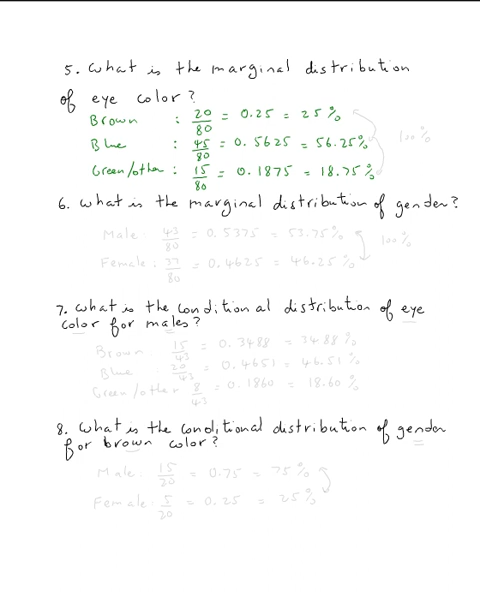 5. What is the marginal distribution
of eye color?
Brown : 20/80 = 0.25 = 25%
Blue : 45/80 = 0.5625 = 56.25%
Green/other : 15/80 = 0.1875 = 18.75%
100%
6. What is the marginal distribution of gender?
Male : 43/80 = 0.5375 = 53.75%
Female : 37/80 = 0.4625 = 46.25%
100%
7. What is the conditional distribution of eye
color for males?
Brown : 15/43 = 0.3488 = 34.88%
Blue : 20/43 = 0.4651 = 46.51%
Green/other 8/43 = 0.1860 = 18.60%
8. What is the conditional distribution of gender
for brown color?
Male : 15/20 = 0.75 = 75%
Female : 5/20 = 0.25 = 25%